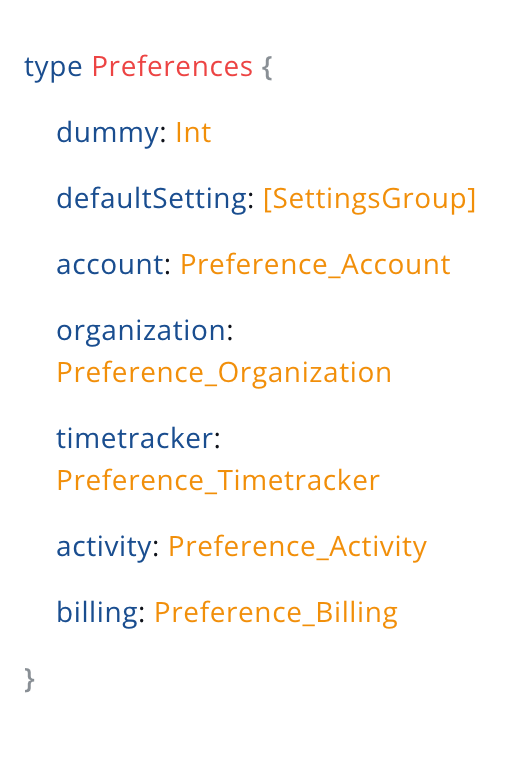 type Preferences {
dummy: Int
defaultSetting: [SettingsGroup]
account: Preference_Account
organization:
Preference_Organization
timetracker:
Preference_Timetracker
activity: Preference_Activity
billing: Preference_Billing
}